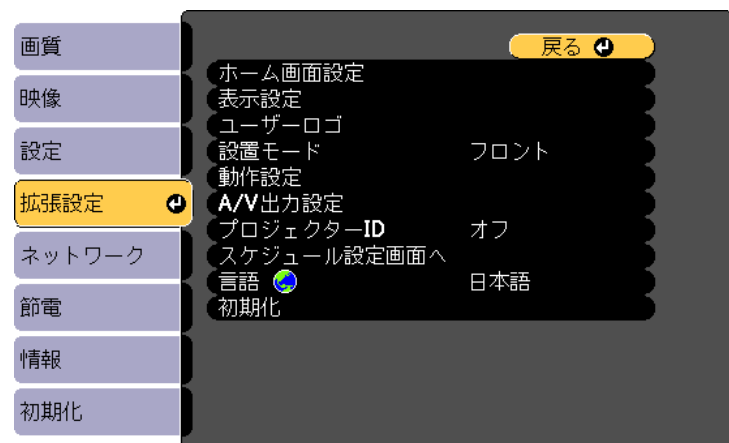 画質
映像
設定
拡張設定
ネットワーク
節電
情報
初期化
戻る
ホーム画面設定
表示設定
ユーザーロゴ
設置モード フロント
動作設定
A/V出力設定
プロジェクターID オフ
スケジュール設定画面へ
言語 日本語
初期化